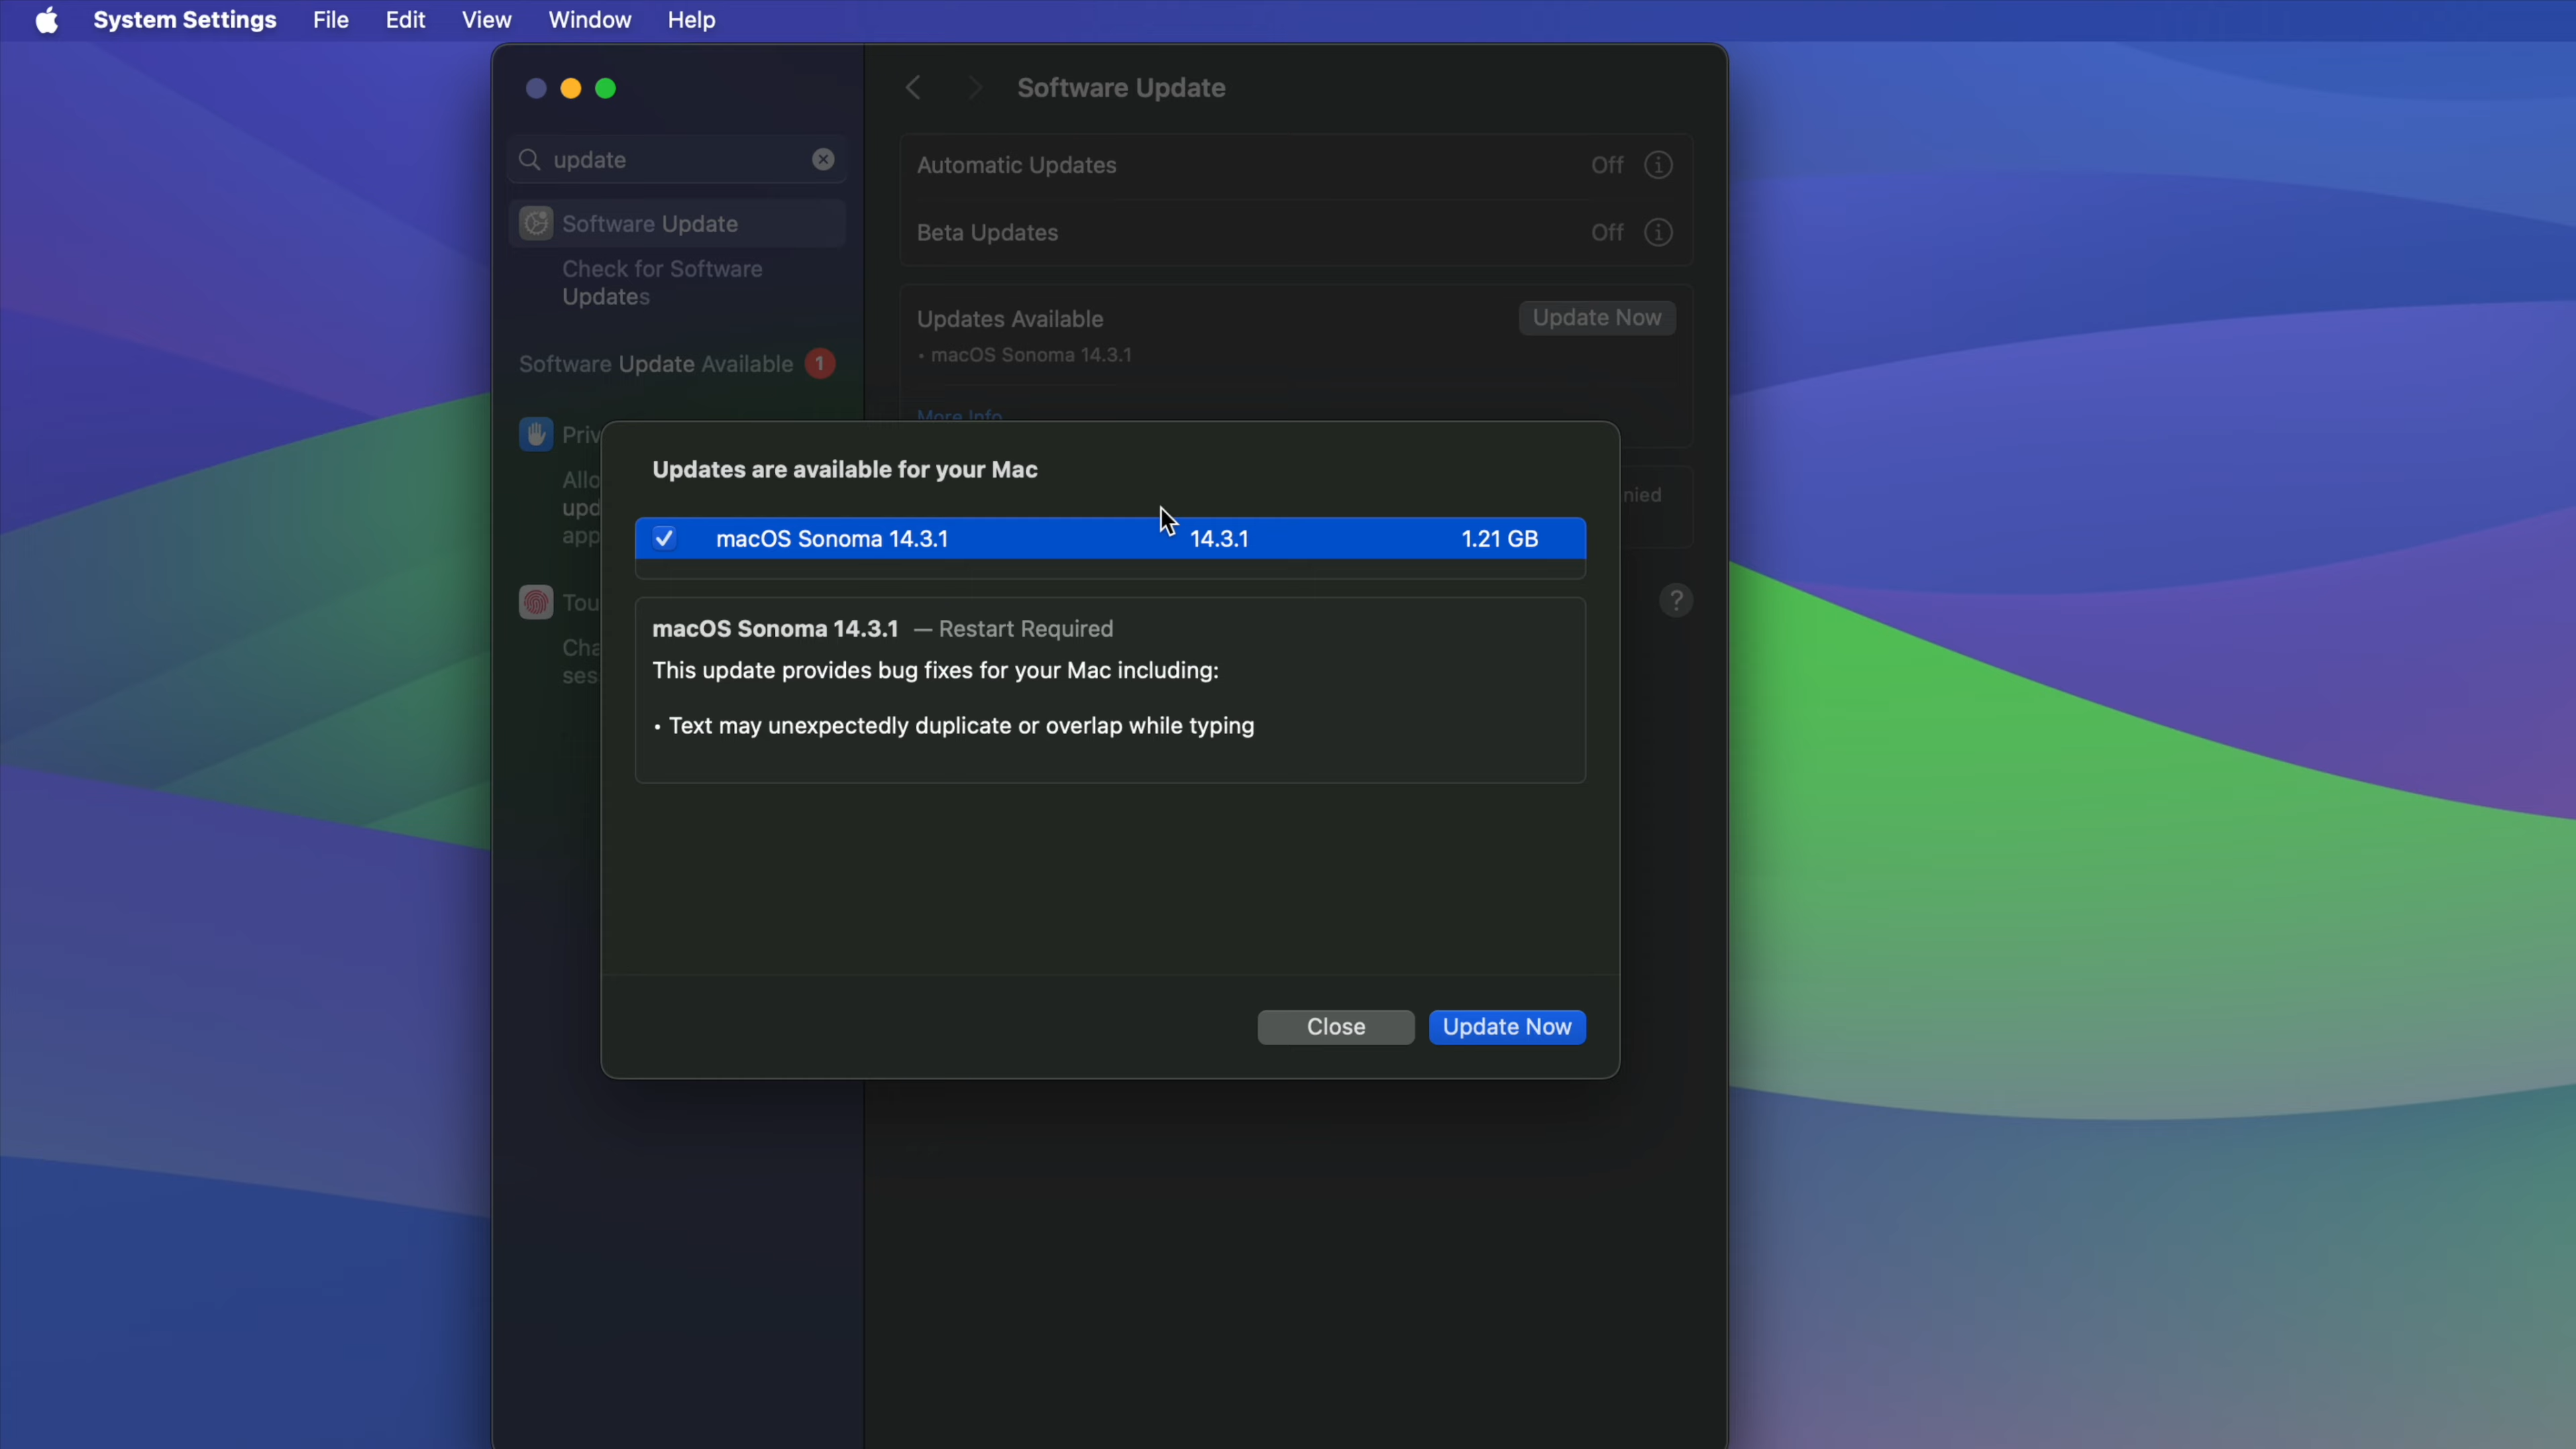 System Settings File Edit View Window Help
Software Update
update
Software Update
Check for Software
Updates
Software Update Available 1
Automatic Updates Off
Beta Updates Off
Updates Available Update Now
• macOS Sonoma 14.3.1
More Info
Updates are available for your Mac
macOS Sonoma 14.3.1 14.3.1 1.21 GB
macOS Sonoma 14.3.1 — Restart Required
This update provides bug fixes for your Mac including:
• Text may unexpectedly duplicate or overlap while typing
Close Update Now
?